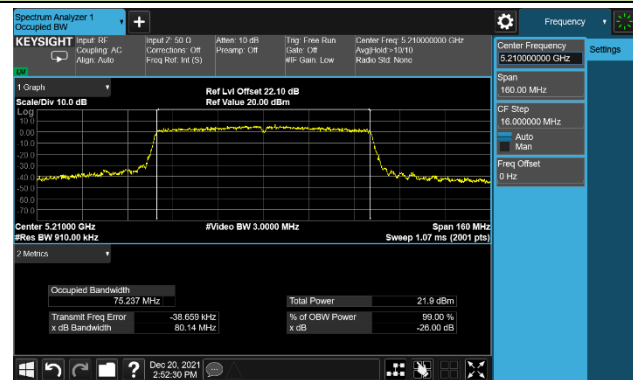 Spectrum Analyzer 1
Occupied BW
Frequency
KEYSIGHT
Input: RF
Coupling: AC
Align: Auto
Input Z: 50 Ω
Corrections: Off
Freq Ref: Int (S)
Atten: 10 dB
Preamp: Off
Trig: Free Run
Gate: Off
#IF Gain: Low
Center Freq: 5.210000000 GHz
Avg|Hold:>10/10
Radio Std: None
Center Frequency
5.210000000 GHz
Settings
Span
160.00 MHz
CF Step
16.000000 MHz
Auto
Man
Freq Offset
0 Hz
1 Graph
Scale/Div 10.0 dB
Ref Lvl Offset 22.10 dB
Ref Value 20.00 dBm
Log
10.0
0.00
-10.0
-20.0
-30.0
-40.0
-50.0
-60.0
-70.0
Center 5.21000 GHz
#Res BW 910.00 kHz
#Video BW 3.0000 MHz
Span 160 MHz
Sweep 1.07 ms (2001 pts)
2 Metrics
Occupied Bandwidth
75.237 MHz
Total Power 21.9 dBm
Transmit Freq Error -38.659 kHz
% of OBW Power 99.00 %
x dB Bandwidth 80.14 MHz
x dB -26.00 dB
Dec 20, 2021
2:52:30 PM